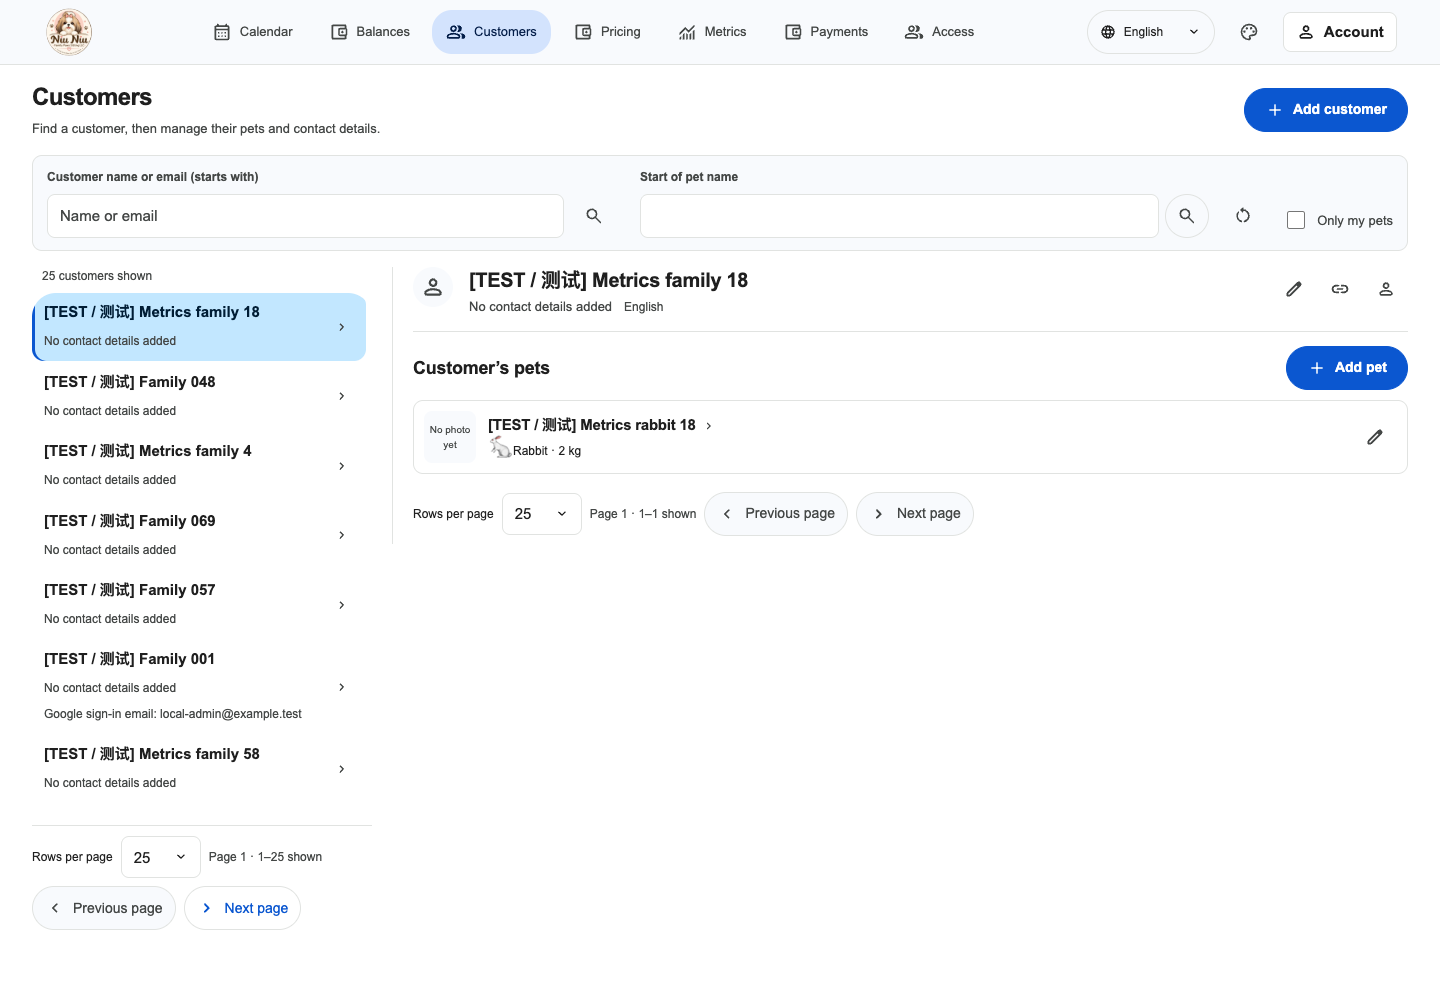 Niu Niu
Calendar
Balances
Customers
Pricing
Metrics
Payments
Access
English
Account
Customers
Find a customer, then manage their pets and contact details.
Add customer
Customer name or email (starts with)
Name or email
Start of pet name
Only my pets
25 customers shown
[TEST / 测试] Metrics family 18
No contact details added
[TEST / 测试] Family 048
No contact details added
[TEST / 测试] Metrics family 4
No contact details added
[TEST / 测试] Family 069
No contact details added
[TEST / 测试] Family 057
No contact details added
[TEST / 测试] Family 001
No contact details added
Google sign-in email: local-admin@example.test
[TEST / 测试] Metrics family 58
No contact details added
Rows per page 25 Page 1 · 1–25 shown
Previous page
Next page
[TEST / 测试] Metrics family 18
No contact details added English
Customer’s pets
Add pet
No photo
yet
[TEST / 测试] Metrics rabbit 18
Rabbit · 2 kg
Rows per page 25 Page 1 · 1–1 shown
Previous page
Next page